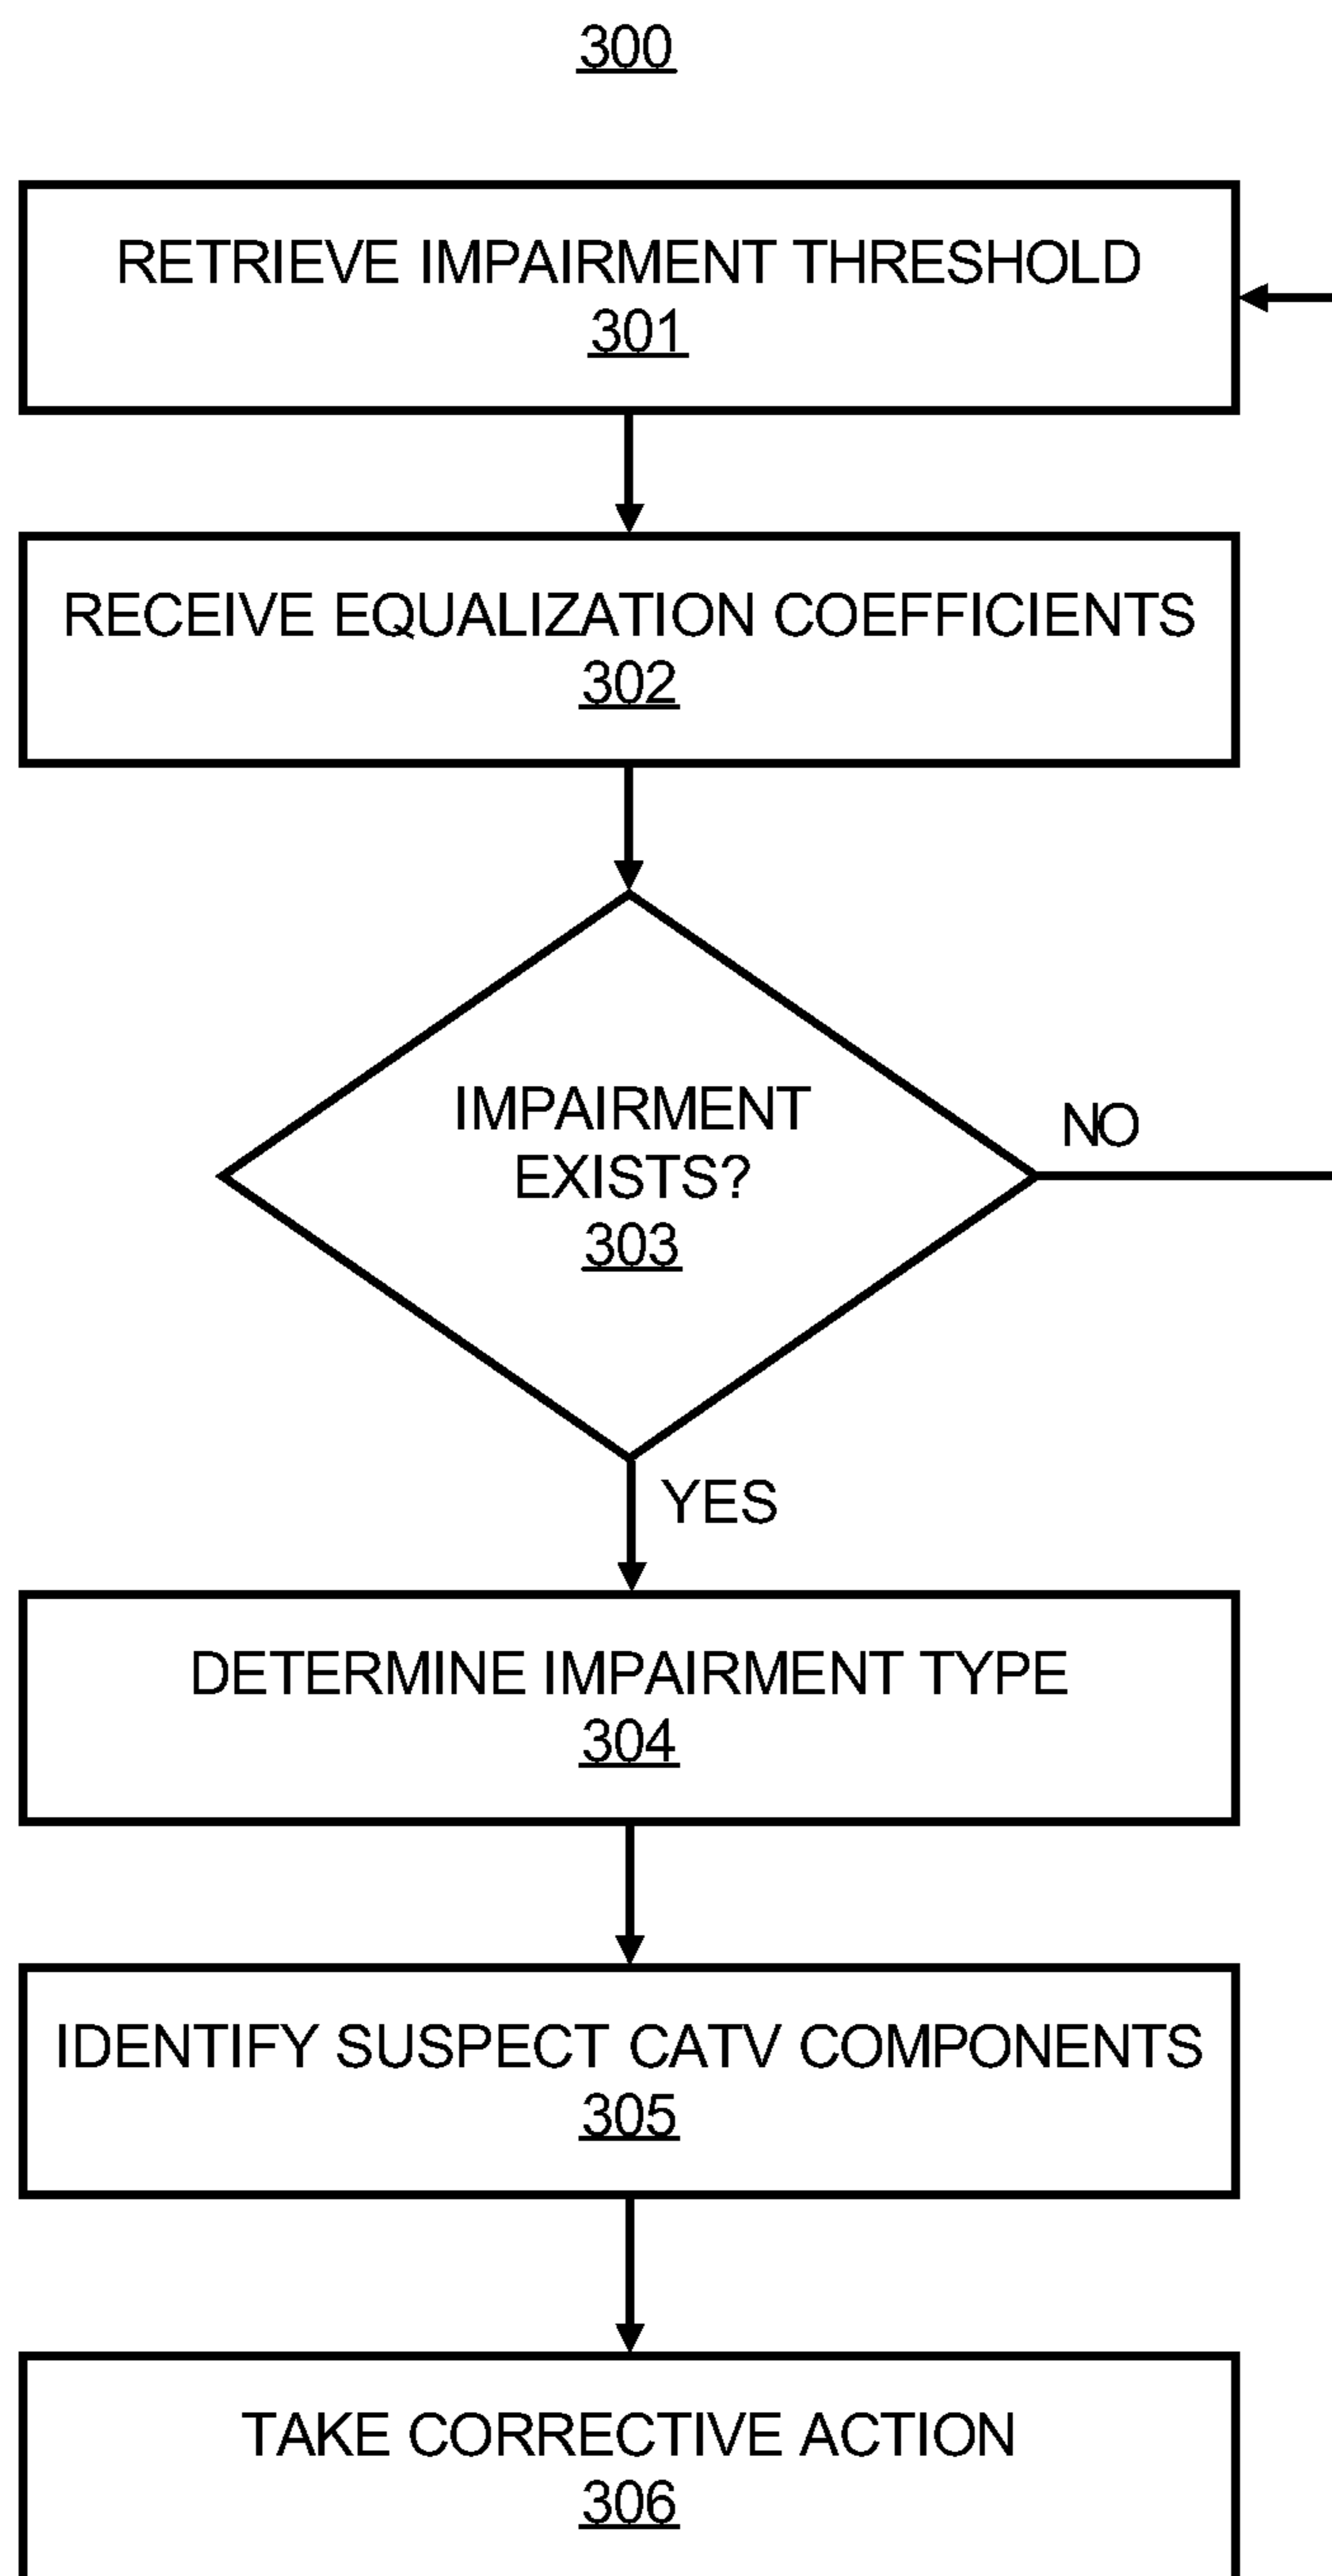 300
RETRIEVE IMPAIRMENT THRESHOLD
301
RECEIVE EQUALIZATION COEFFICIENTS
302
IMPAIRMENT
EXISTS?
303
NO
YES
DETERMINE IMPAIRMENT TYPE
304
IDENTIFY SUSPECT CATV COMPONENTS
305
TAKE CORRECTIVE ACTION
306